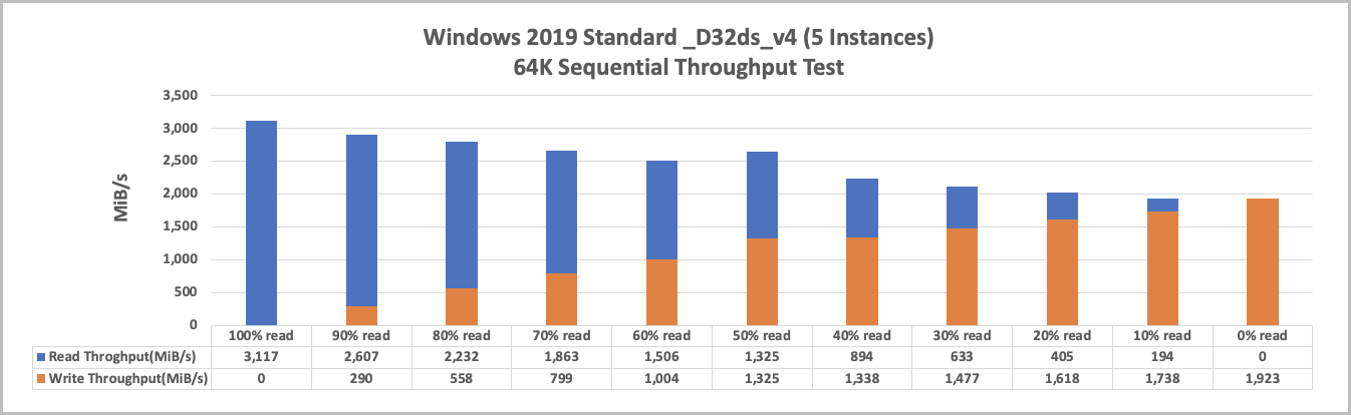 Windows 2019 Standard _D32ds_v4 (5 Instances)
64K Sequential Throughput Test
MiB/s
3,500
3,000
2,500
2,000
1,500
1,000
500
0
100% read 90% read 80% read 70% read 60% read 50% read 40% read 30% read 20% read 10% read 0% read
Read Throghput(MiB/s) 3,117 2,607 2,232 1,863 1,506 1,325 894 633 405 194 0
Write Throughput(MiB/s) 0 290 558 799 1,004 1,325 1,338 1,477 1,618 1,738 1,923